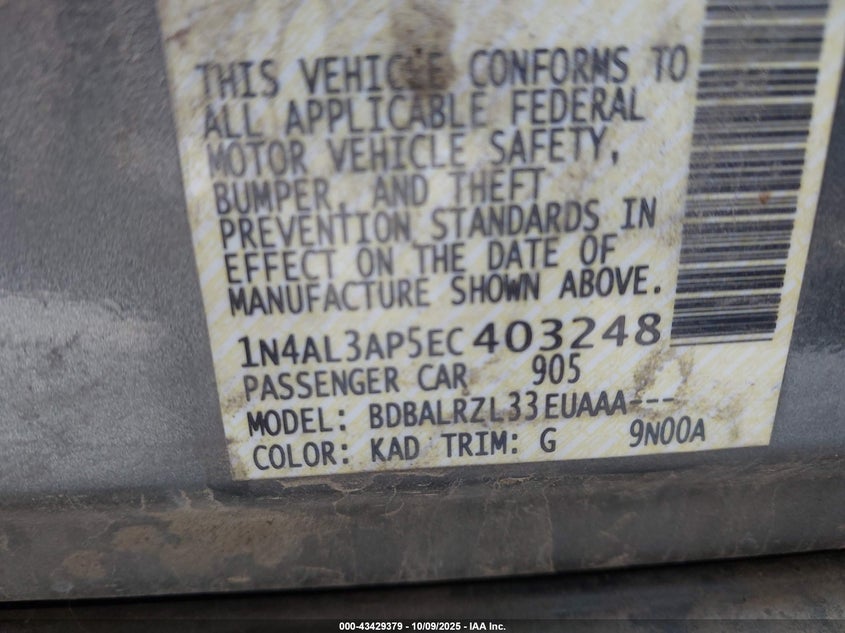 THIS VEHICLE CONFORMS TO
ALL APPLICABLE FEDERAL
MOTOR VEHICLE SAFETY,
BUMPER, AND THEFT
PREVENTION STANDARDS IN
EFFECT ON THE DATE OF
MANUFACTURE SHOWN ABOVE.
1N4AL3AP5EC403248
PASSENGER CAR 905
MODEL: BDBALRZL33EUAAA---
COLOR: KAD TRIM: G 9N00A
000-43429379 - 10/09/2025 - IAA Inc.